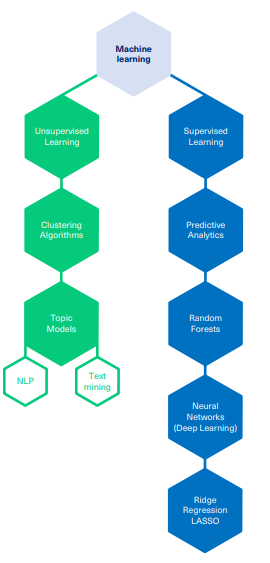 Machine
learning
Unsupervised
Learning
Supervised
Learning
Clustering
Algorithms
Predictive
Analytics
Topic
Models
Random
Forests
NLP
Text
mining
Neural
Networks
(Deep Learning)
Ridge
Regression
LASSO